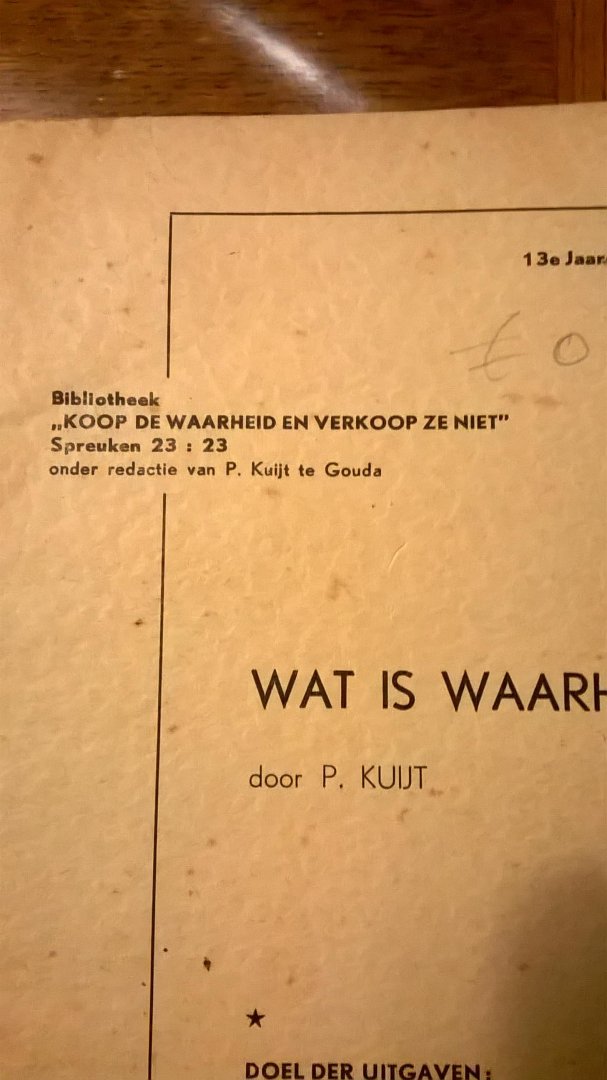 13e Jaar
€ 0
Bibliotheek
„KOOP DE WAARHEID EN VERKOOP ZE NIET”
Spreuken 23 : 23
onder redactie van P. Kuijt te Gouda
WAT IS WAARH
door P. KUIJT
★
DOEL DER UITGAVEN: